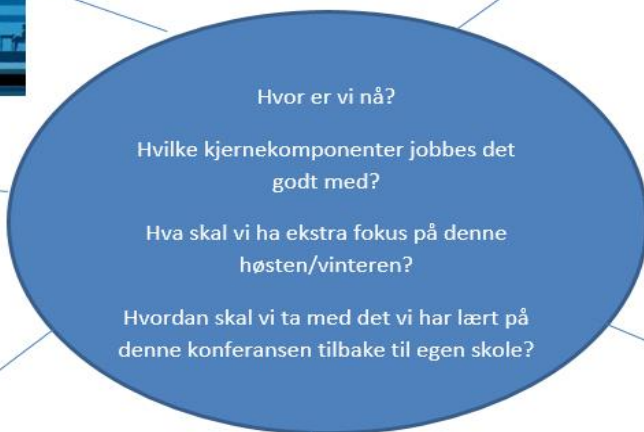 Hvor er vi nå?
Hvilke kjernekomponenter jobbes det
godt med?
Hva skal vi ha ekstra fokus på denne
høsten/vinteren?
Hvordan skal vi ta med det vi har lært på
denne konferansen tilbake til egen skole?